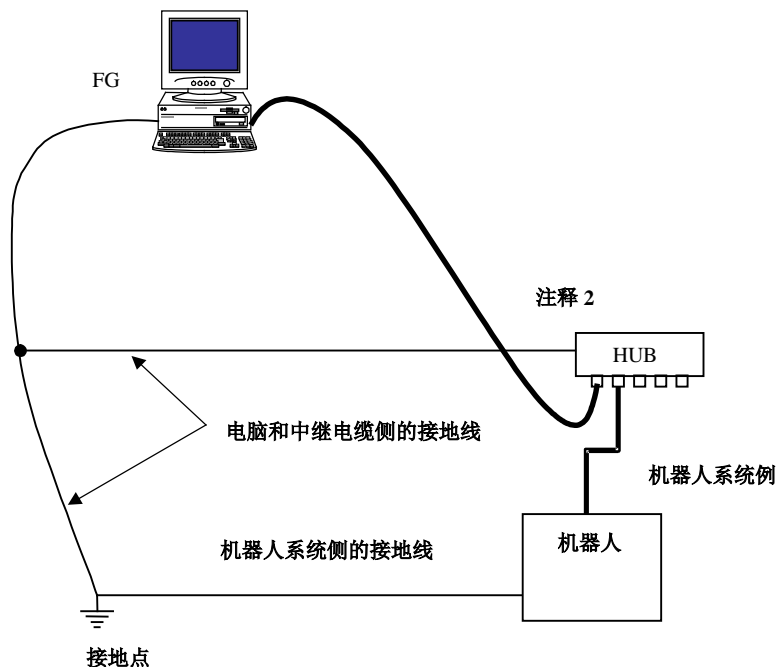 FG
注释 2
HUB
电脑和中继电缆侧的接地线
机器人系统例
机器人系统侧的接地线
机器人
接地点